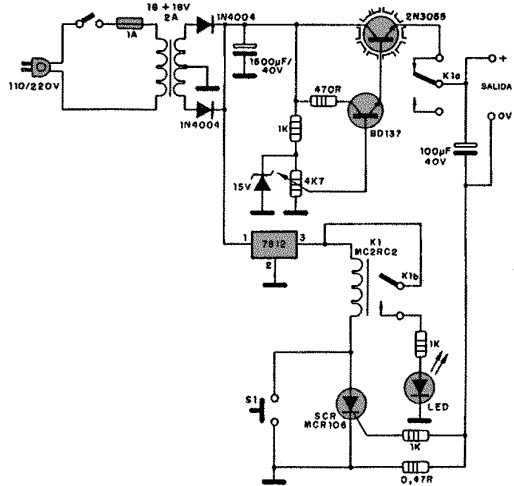 18 + 18V
2A
1A
110/220V
1N4004
1N4004
1500µF/
40V
2N3055
K1a
+
SALIDA
0V
470R
BD137
1K
15V
4K7
100µF
40V
1
7812
3
2
K1
MC2RC2
K1b
1K
LED
S1
SCR
MCR106
1K
0,47R